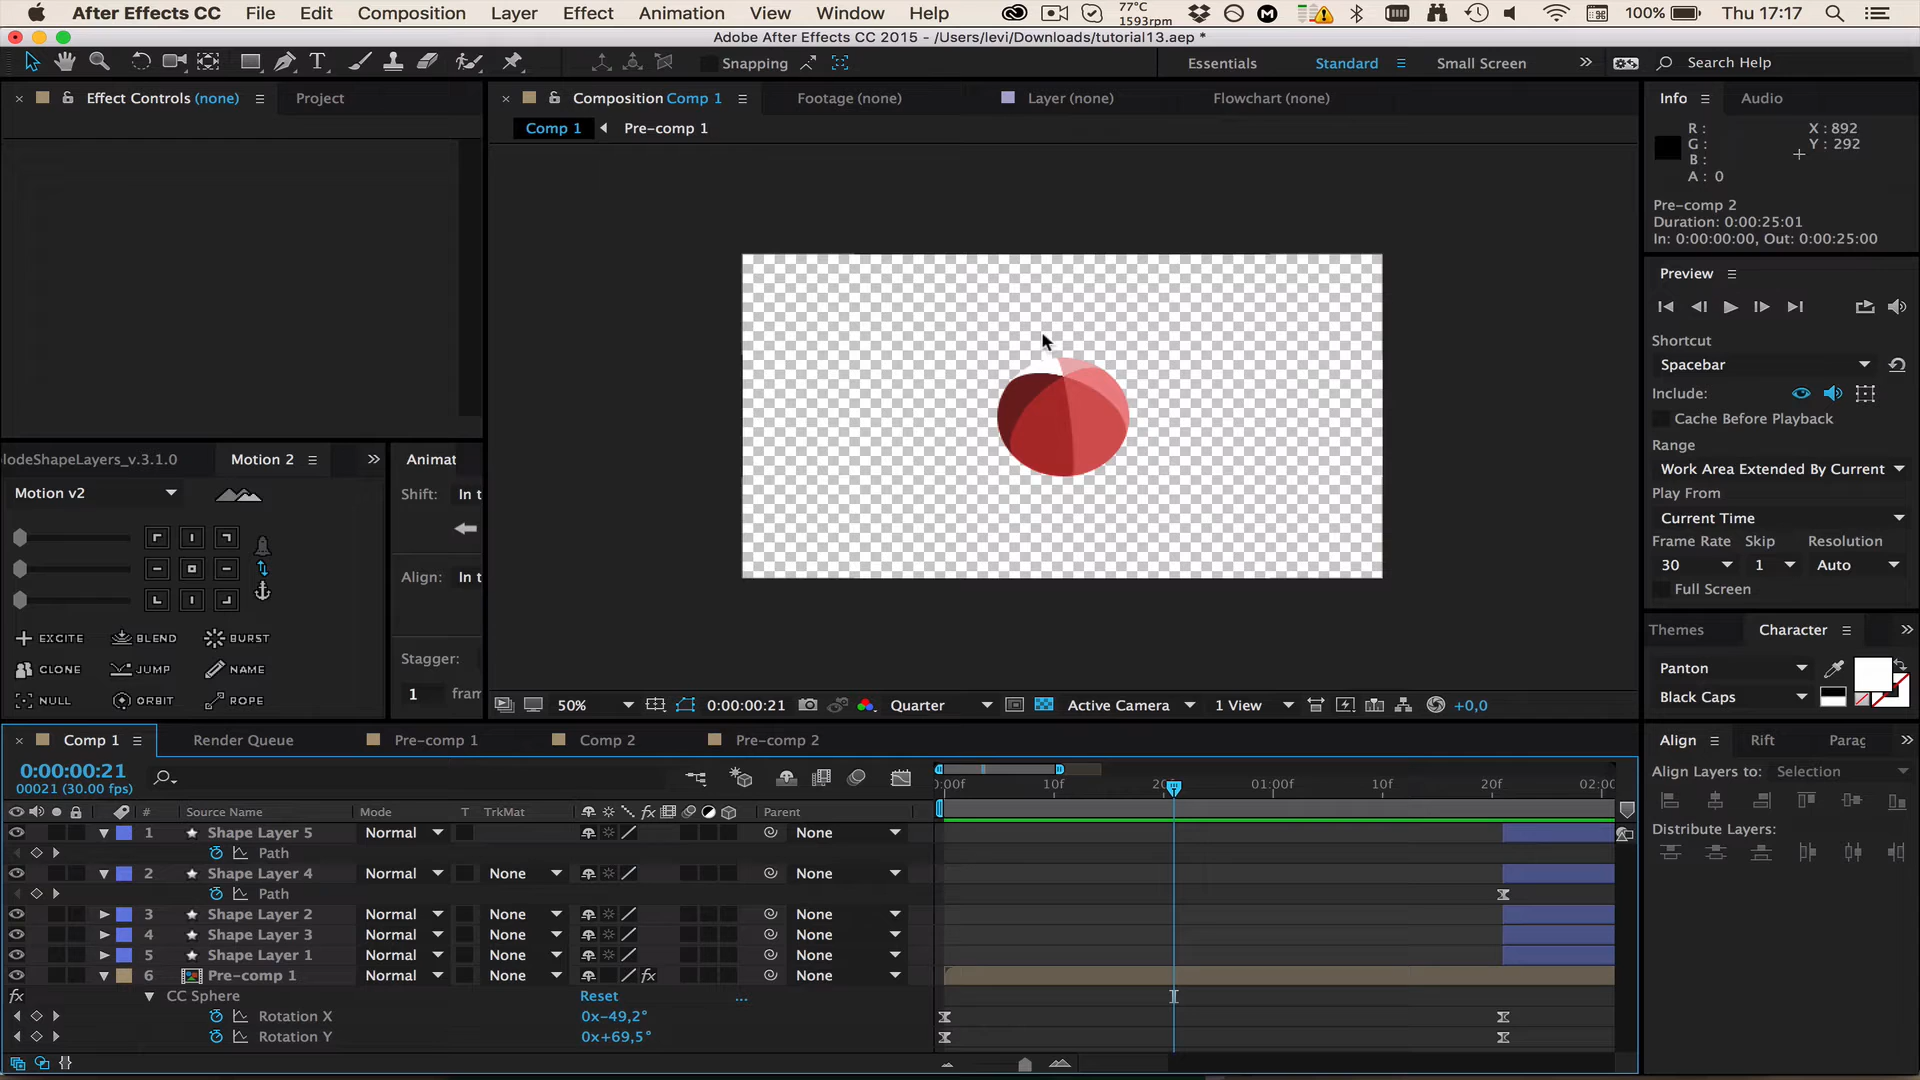 After Effects CC File Edit Composition Layer Effect Animation View Window Help 77°C 1593rpm 100% Thu 17:17
Adobe After Effects CC 2015 - /Users/levi/Downloads/tutorial13.aep *
Snapping Essentials Standard Small Screen Search Help
Effect Controls (none) Project
Composition Comp 1 Footage (none) Layer (none) Flowchart (none)
Comp 1 Pre-comp 1
Info Audio
R : X : 892
G : Y : 292
B :
A : 0
Pre-comp 2
Duration: 0:00:25:01
In: 0:00:00:00, Out: 0:00:25:00
Preview
Shortcut
Spacebar
Include:
Cache Before Playback
Range
Work Area Extended By Current
Play From
Current Time
Frame Rate Skip Resolution
30 1 Auto
Full Screen
Themes Character
Panton
Black Caps
lodeShapeLayers_v.3.1.0 Motion 2
Motion v2
EXCITE BLEND BURST
CLONE JUMP NAME
NULL ORBIT ROPE
Animat
Shift: In t
Align: In t
Stagger:
1 fram
50% 0:00:00:21 Quarter Active Camera 1 View +0,0
Comp 1 Render Queue Pre-comp 1 Comp 2 Pre-comp 2
0:00:00:21
00021 (30.00 fps)
0:00f 10f 20f 01:00f 10f 20f 02:00
# Source Name Mode T TrkMat Parent
1 Shape Layer 5 Normal None
Path
2 Shape Layer 4 Normal None None
Path
3 Shape Layer 2 Normal None None
4 Shape Layer 3 Normal None None
5 Shape Layer 1 Normal None None
6 Pre-comp 1 Normal None None
fx CC Sphere Reset ...
Rotation X 0x-49,2°
Rotation Y 0x+69,5°
Align Rift Parag
Align Layers to: Selection
Distribute Layers: